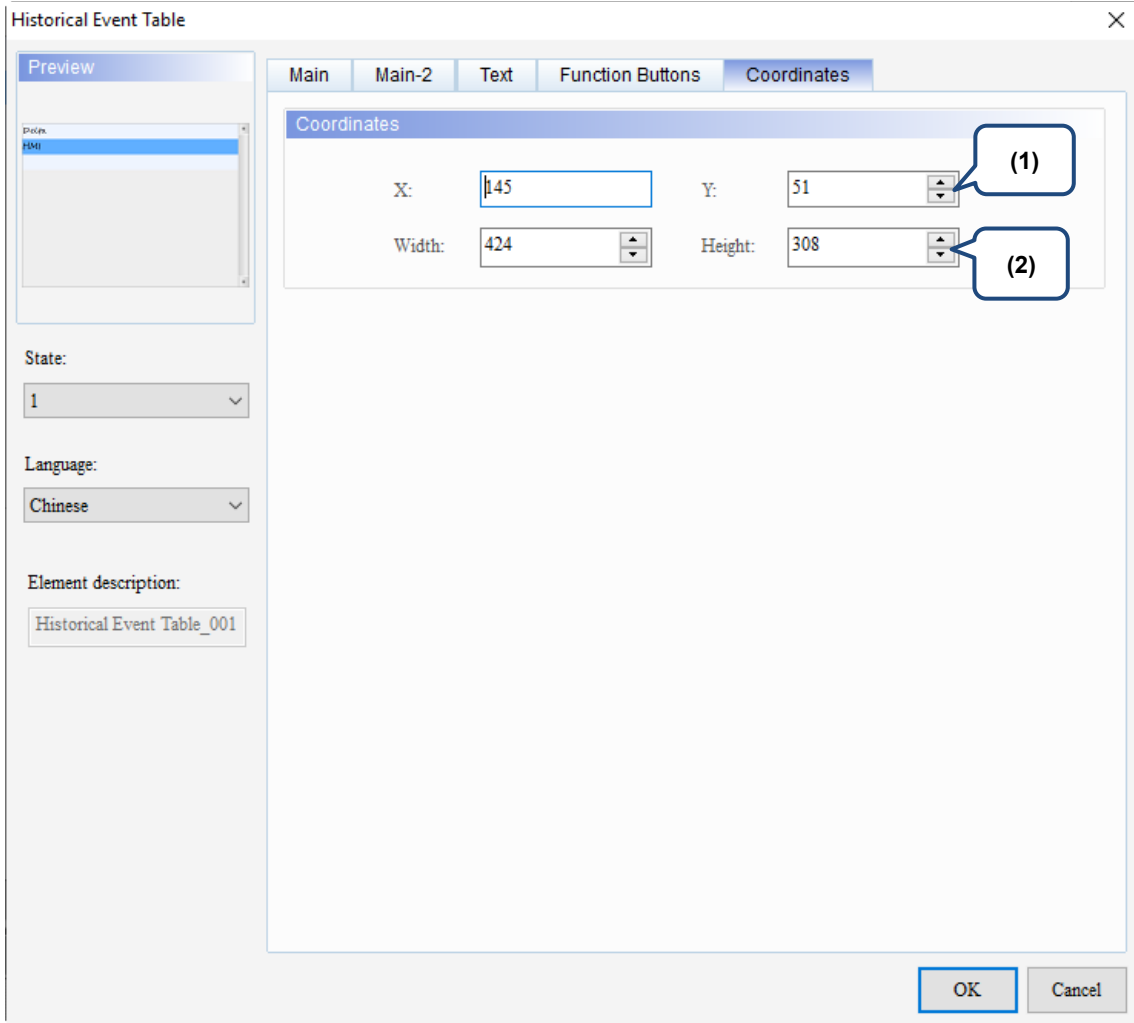 Historical Event Table
Preview
HMI
State:
1
Language:
Chinese
Element description:
Historical Event Table_001
Main Main-2 Text Function Buttons Coordinates
Coordinates
X: 145 Y: 51
(1)
Width: 424 Height: 308
(2)
OK Cancel